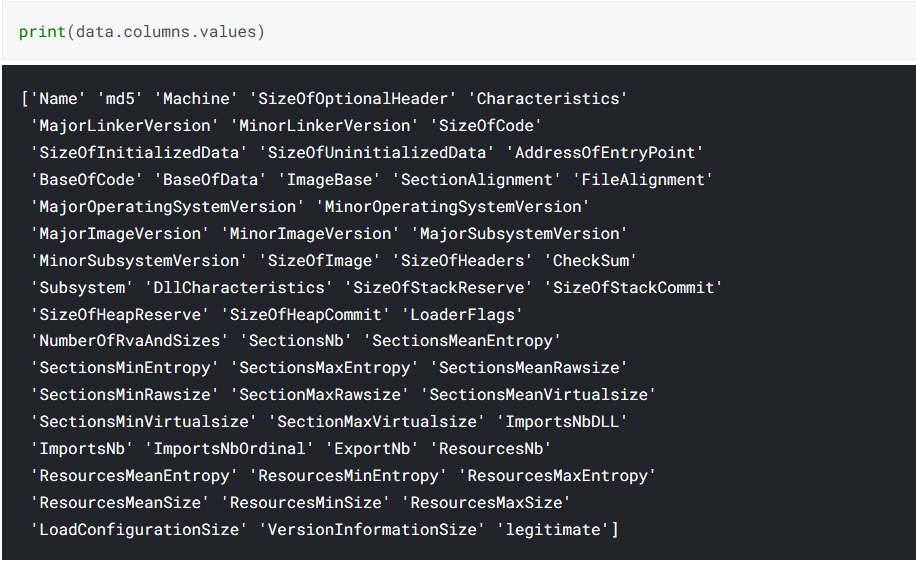 print(data.columns.values)
['Name' 'md5' 'Machine' 'SizeOfOptionalHeader' 'Characteristics'
'MajorLinkerVersion' 'MinorLinkerVersion' 'SizeOfCode'
'SizeOfInitializedData' 'SizeOfUninitializedData' 'AddressOfEntryPoint'
'BaseOfCode' 'BaseOfData' 'ImageBase' 'SectionAlignment' 'FileAlignment'
'MajorOperatingSystemVersion' 'MinorOperatingSystemVersion'
'MajorImageVersion' 'MinorImageVersion' 'MajorSubsystemVersion'
'MinorSubsystemVersion' 'SizeOfImage' 'SizeOfHeaders' 'CheckSum'
'Subsystem' 'DllCharacteristics' 'SizeOfStackReserve' 'SizeOfStackCommit'
'SizeOfHeapReserve' 'SizeOfHeapCommit' 'LoaderFlags'
'NumberOfRvaAndSizes' 'SectionsNb' 'SectionsMeanEntropy'
'SectionsMinEntropy' 'SectionsMaxEntropy' 'SectionsMeanRawsize'
'SectionsMinRawsize' 'SectionMaxRawsize' 'SectionsMeanVirtualsize'
'SectionsMinVirtualsize' 'SectionMaxVirtualsize' 'ImportsNbDLL'
'ImportsNb' 'ImportsNbOrdinal' 'ExportNb' 'ResourcesNb'
'ResourcesMeanEntropy' 'ResourcesMinEntropy' 'ResourcesMaxEntropy'
'ResourcesMeanSize' 'ResourcesMinSize' 'ResourcesMaxSize'
'LoadConfigurationSize' 'VersionInformationSize' 'legitimate']